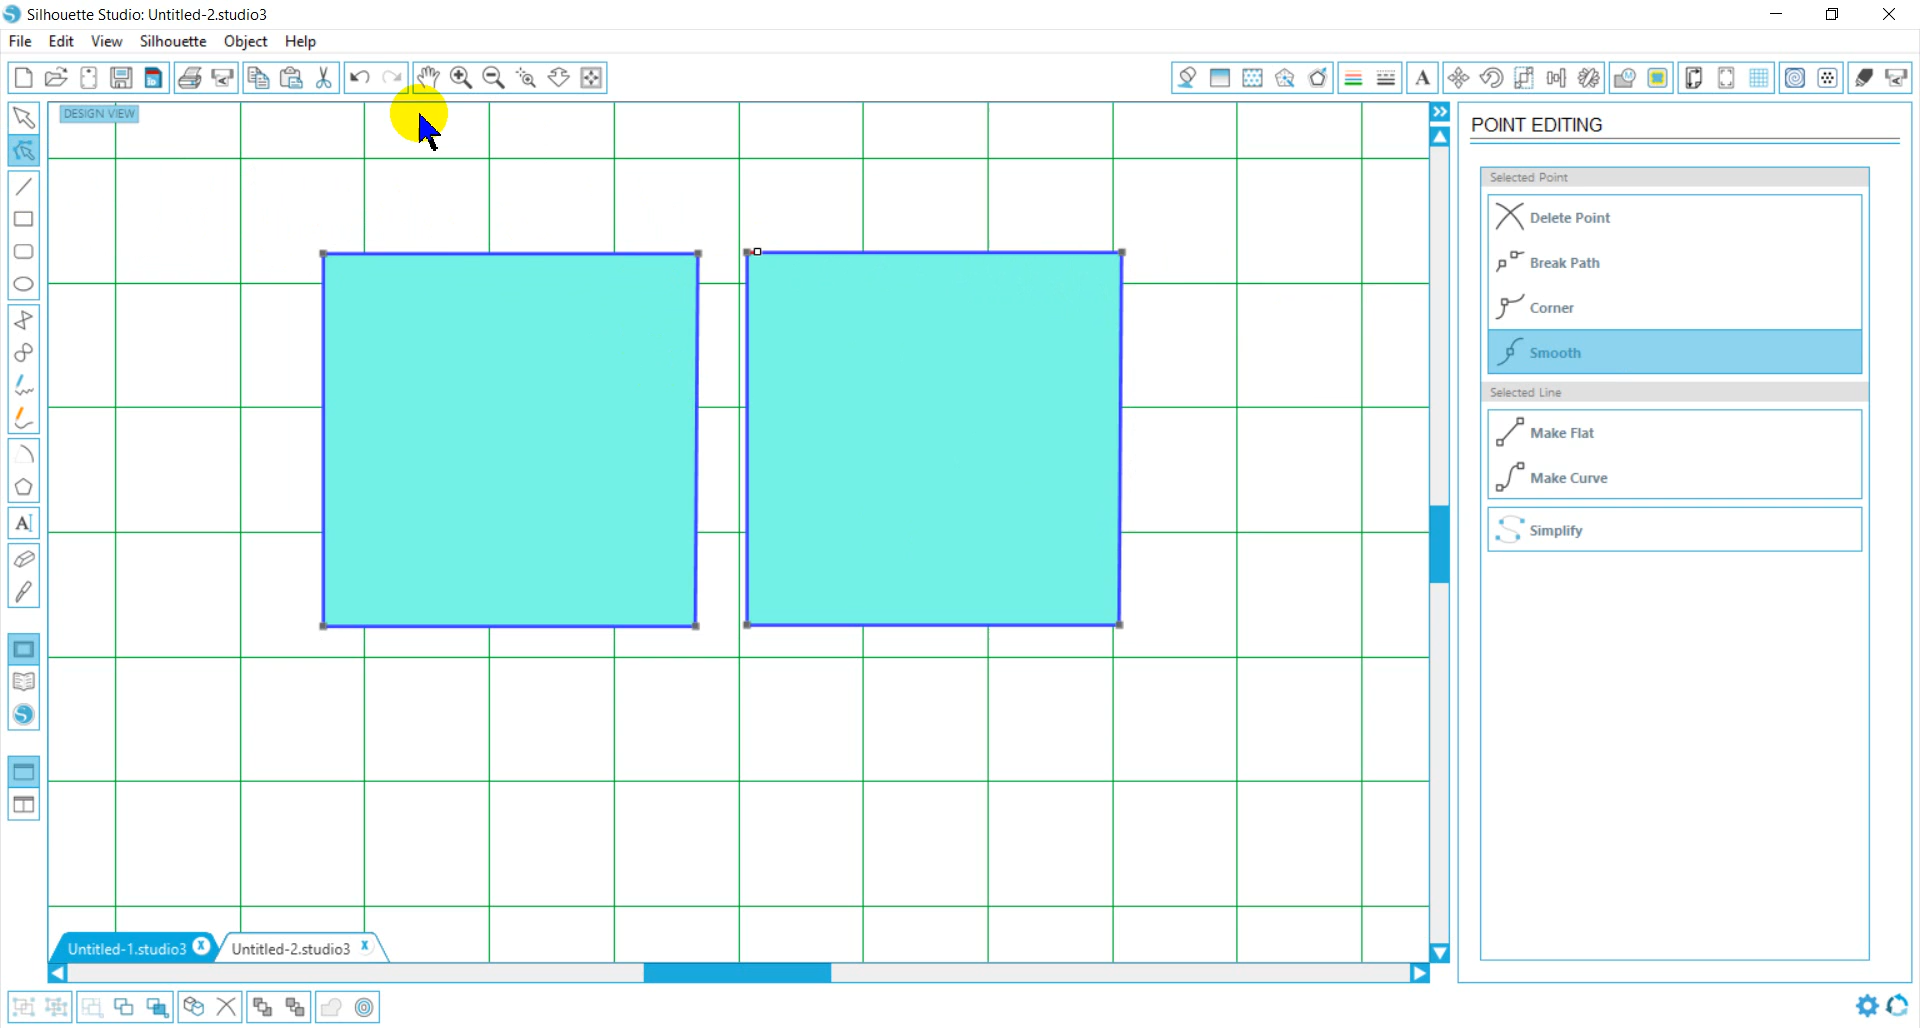 Silhouette Studio: Untitled-2.studio3
File Edit View Silhouette Object Help
DESIGN VIEW
POINT EDITING
Selected Point
Delete Point
Break Path
Corner
Smooth
Selected Line
Make Flat
Make Curve
Simplify
Untitled-1.studio3 x Untitled-2.studio3 x